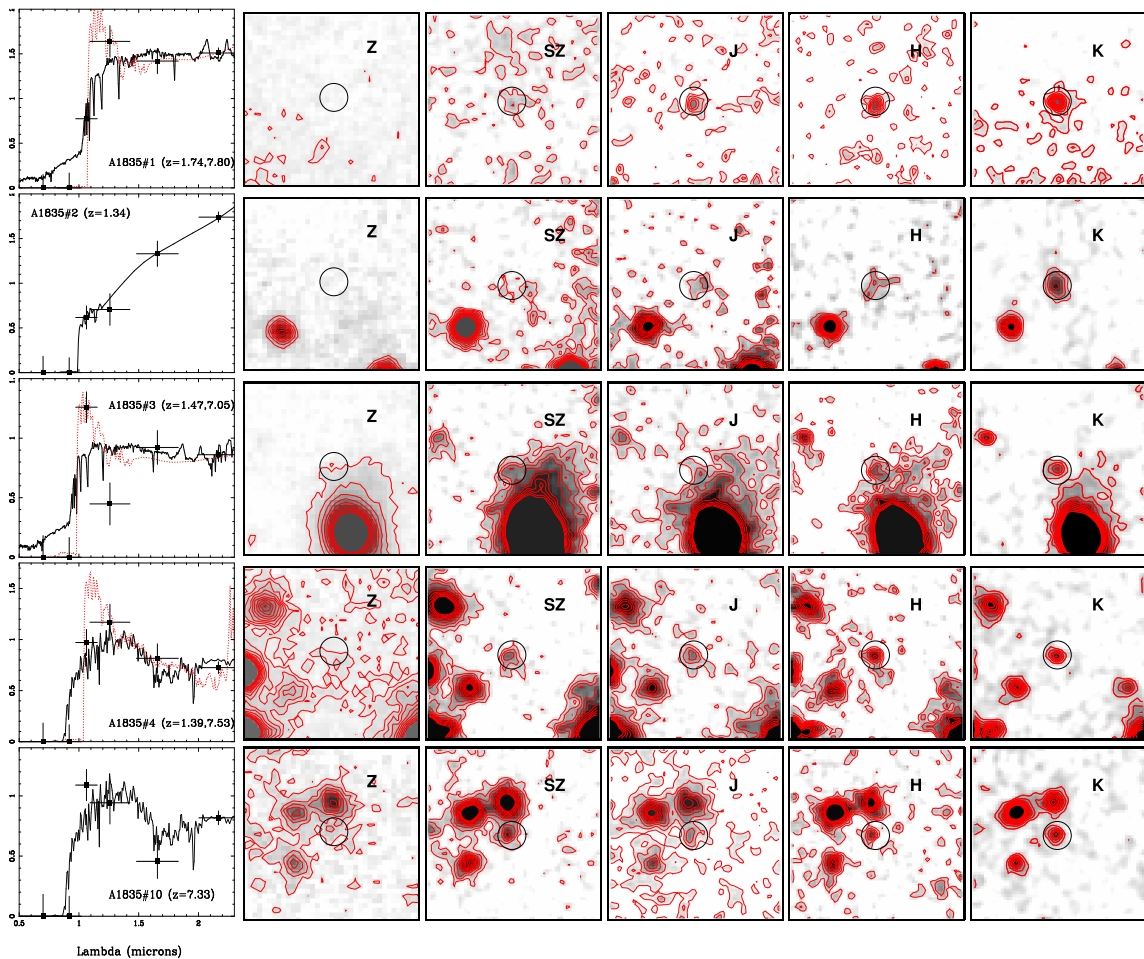 Z SZ J H K
1.5
1
0.5
0
A1835#1 (z=1.74,7.80)
A1835#2 (z=1.34)
Z SZ J H K
1.5
1
0.5
0
A1835#3 (z=1.47,7.05)
Z SZ J H K
1
0.5
0
Z SZ J H K
1.5
1
0.5
0
A1835#4 (z=1.39,7.53)
Z SZ J H K
1
0.5
0
A1835#10 (z=7.33)
0.5 1 1.5 2
Lambda (microns)